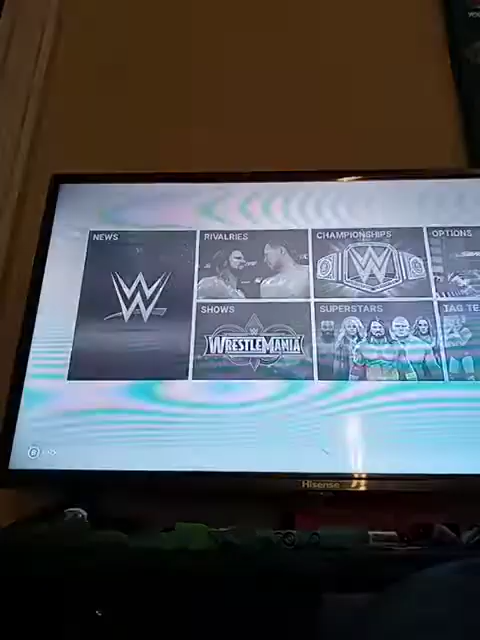 NEWS
RIVALRIES
CHAMPIONSHIPS
OPTIONS
W
SHOWS
WRESTLEMANIA
SUPERSTARS
TAG TE
Hisense